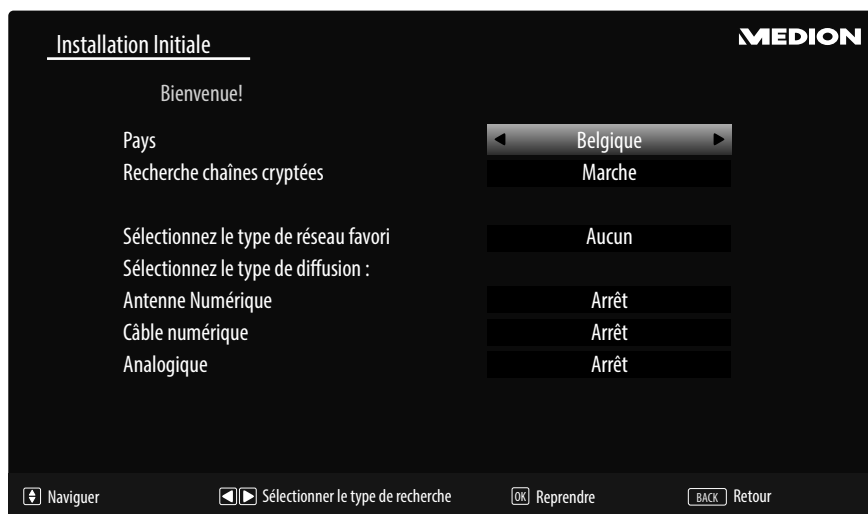 Installation Initiale
MEDION
Bienvenue!
Pays Belgique
Recherche chaînes cryptées Marche
Sélectionnez le type de réseau favori Aucun
Sélectionnez le type de diffusion :
Antenne Numérique Arrêt
Câble numérique Arrêt
Analogique Arrêt
Naviguer Sélectionner le type de recherche OK Reprendre BACK Retour